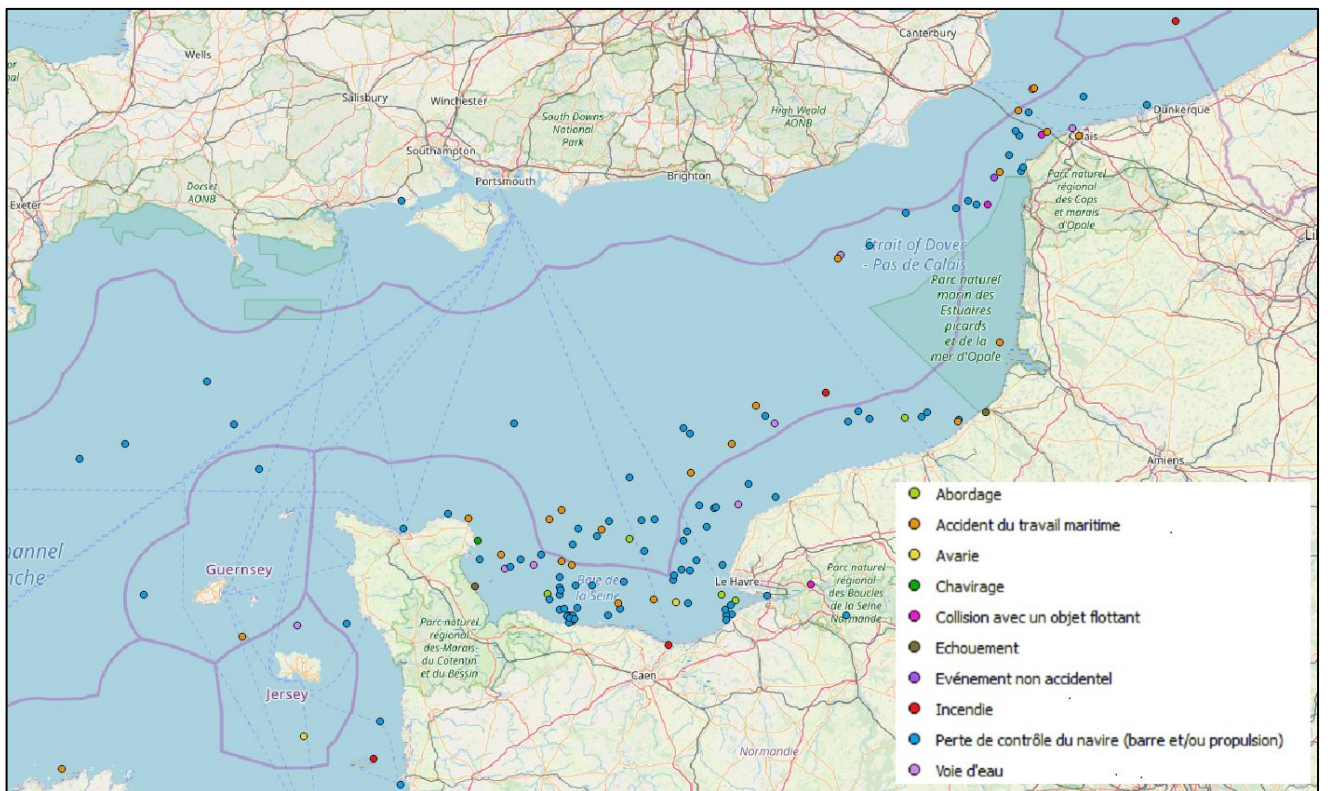 Canterbury
Wells
Salisbury
Winchester
South Downs
National
Park
High Weald
AONB
Dunkerque
Calais
Southampton
Portsmouth
Brighton
Dorset
AONB
Exeter
Parc naturel
régional
des Caps
et marais
d'Opale
Strait of Dover
- Pas de Calais
Parc naturel
marin des
Estuaires
picards
et de la
mer d'Opale
Amiens
Guernsey
Baie de
la Seine
Le Havre
Parc naturel
régional
des Boucles
de la Seine
Normande
Parc naturel
régional
des Marais
du Cotentin
et du Bessin
Caen
Jersey
Normandie
Abordage
Accident du travail maritime
Avarie
Chavirage
Collision avec un objet flottant
Echouement
Evénement non accidentel
Incendie
Perte de contrôle du navire (barre et/ou propulsion)
Voie d'eau